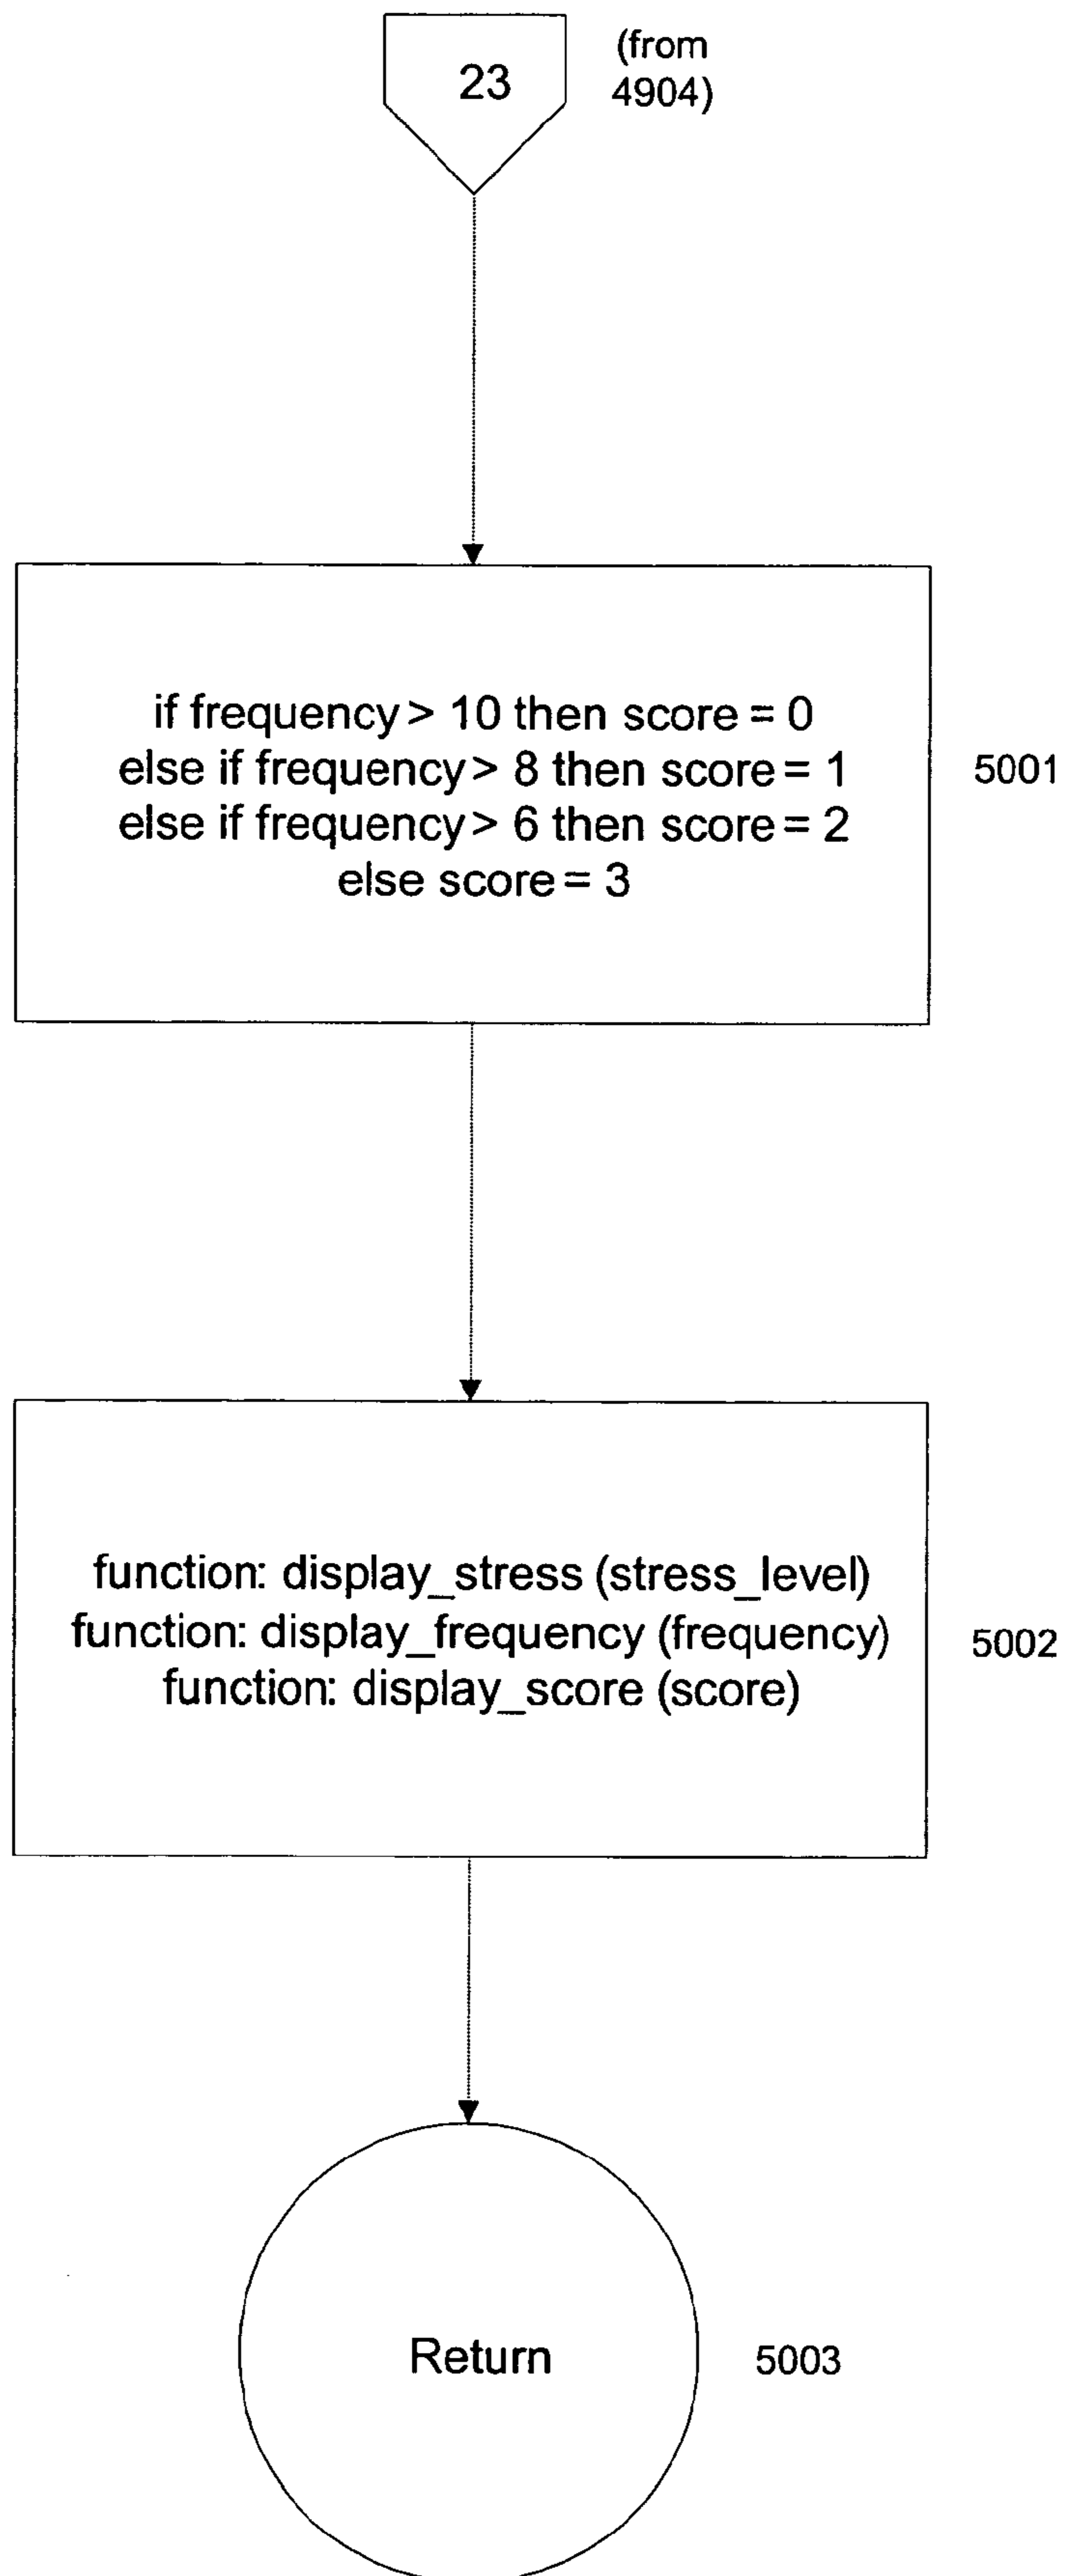 23
(from
4904)
if frequency > 10 then score = 0
else if frequency > 8 then score = 1
else if frequency > 6 then score = 2
else score = 3
5001
function: display_stress (stress_level)
function: display_frequency (frequency)
function: display_score (score)
5002
Return
5003